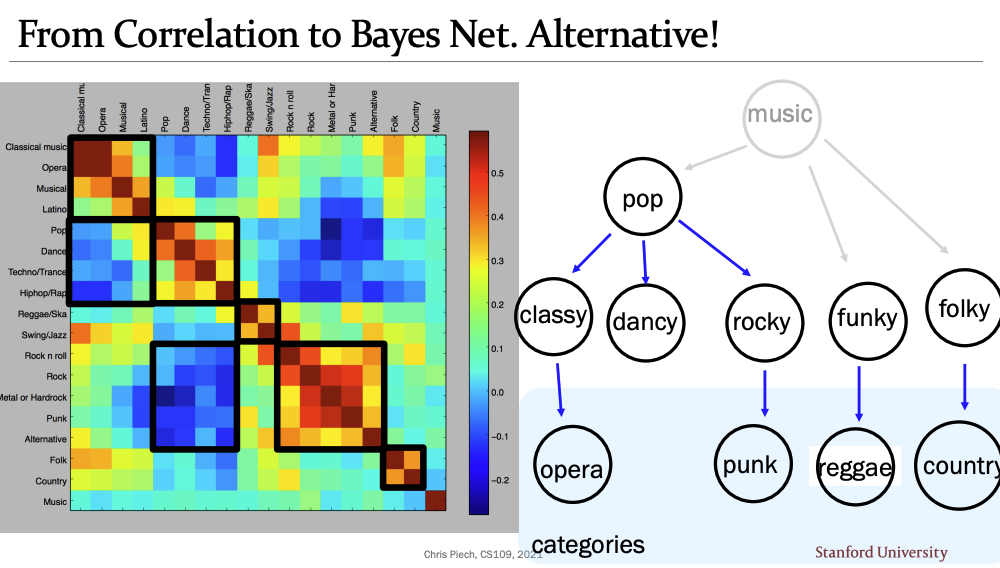 From Correlation to Bayes Net. Alternative!
Classical mu
Opera
Musical
Latino
Pop
Dance
Techno/Tran
Hiphop/Rap
Reggae/Ska
Swing/Jazz
Rock n roll
Rock
Metal or Har
Punk
Alternative
Folk
Country
Music
Classical music
Opera
Musical
Latino
Pop
Dance
Techno/Trance
Hiphop/Rap
Reggae/Ska
Swing/Jazz
Rock n roll
Rock
Metal or Hardrock
Punk
Alternative
Folk
Country
Music
0.5
0.4
0.3
0.2
0.1
0.0
−0.1
−0.2
music
pop
classy
dancy
rocky
funky
folky
opera
punk
reggae
country
categories
Chris Piech, CS109, 2021
Stanford University